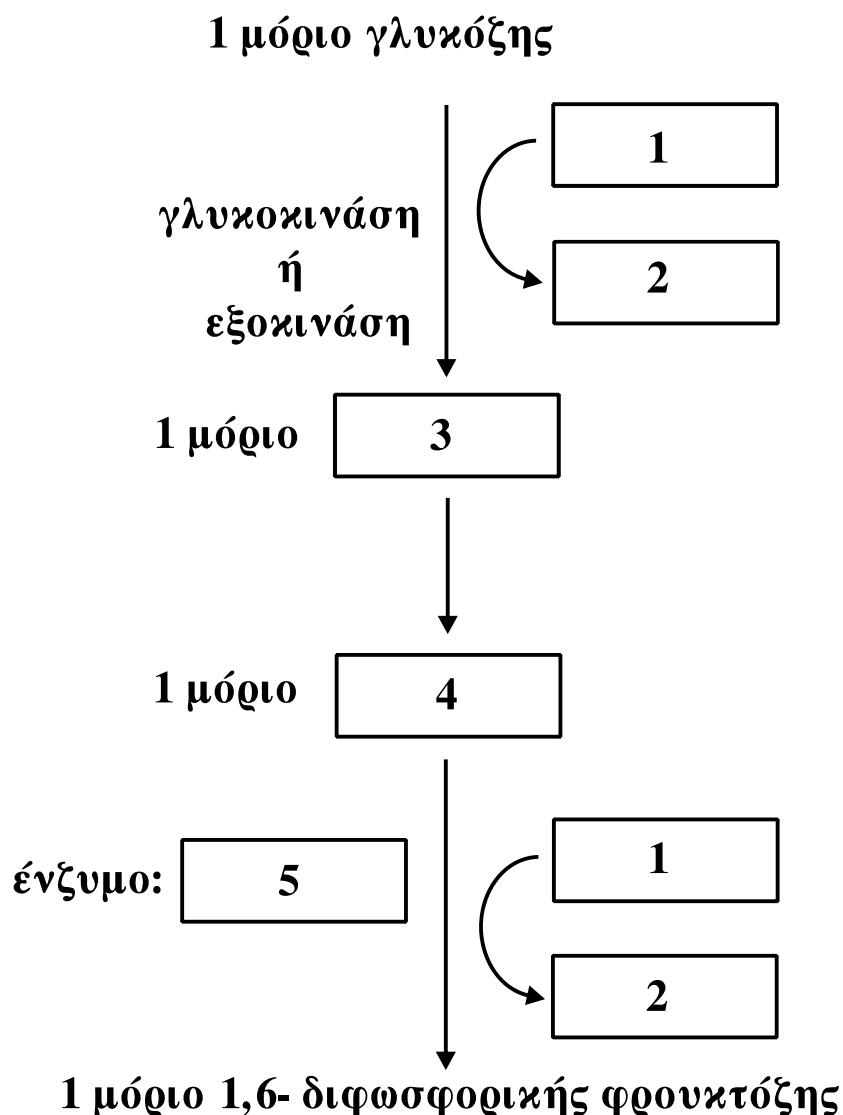 1 μόριο γλυκόζης
1
γλυκοκινάση
ή
εξοκινάση
2
1 μόριο 3
1 μόριο 4
ένζυμο: 5
1
2
1 μόριο 1,6- διφωσφορικής φρουκτόζης